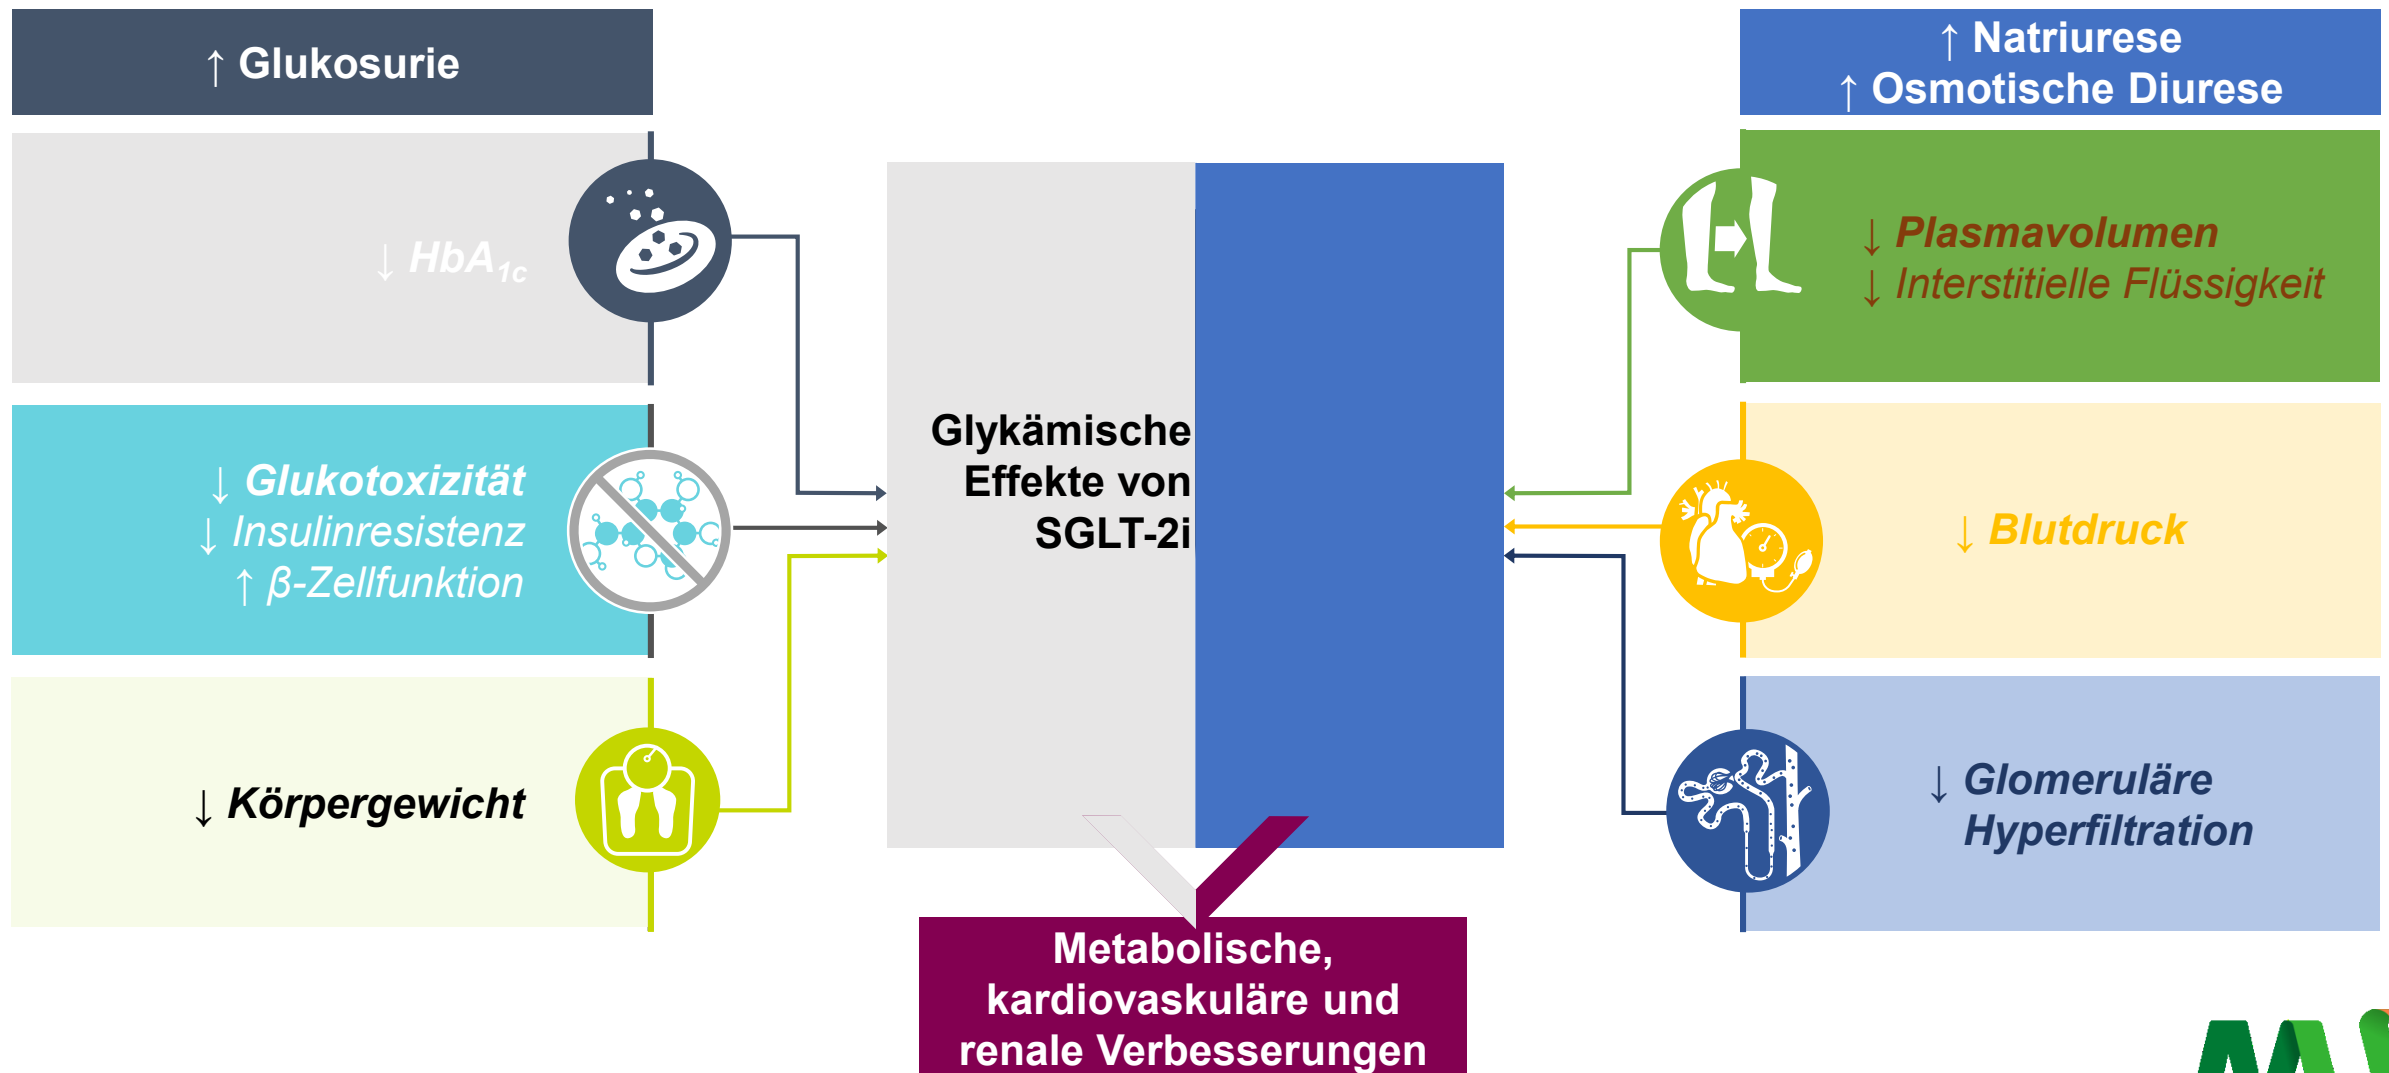 ↑ Glukosurie
↓ HbA1c
↓ Glukotoxizität
↓ Insulinresistenz
↑ β-Zellfunktion
↓ Körpergewicht
Glykämische
Effekte von
SGLT-2i
↑ Natriurese
↑ Osmotische Diurese
↓ Plasmavolumen
↓ Interstitielle Flüssigkeit
↓ Blutdruck
↓ Glomeruläre
Hyperfiltration
Metabolische,
kardiovaskuläre und
renale Verbesserungen